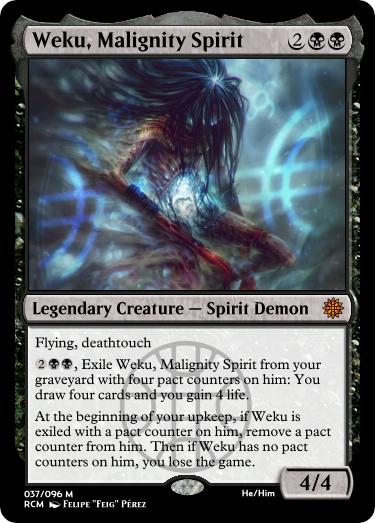 Weku, Malignity Spirit 2
Legendary Creature — Spirit Demon
Flying, deathtouch
2, Exile Weku, Malignity Spirit from your
graveyard with four pact counters on him: You
draw four cards and you gain 4 life.
At the beginning of your upkeep, if Weku is
exiled with a pact counter on him, remove a pact
counter from him. Then if Weku has no pact
counters on him, you lose the game.
4/4
037/096 M He/Him
RCM Felipe "Feig" Pérez